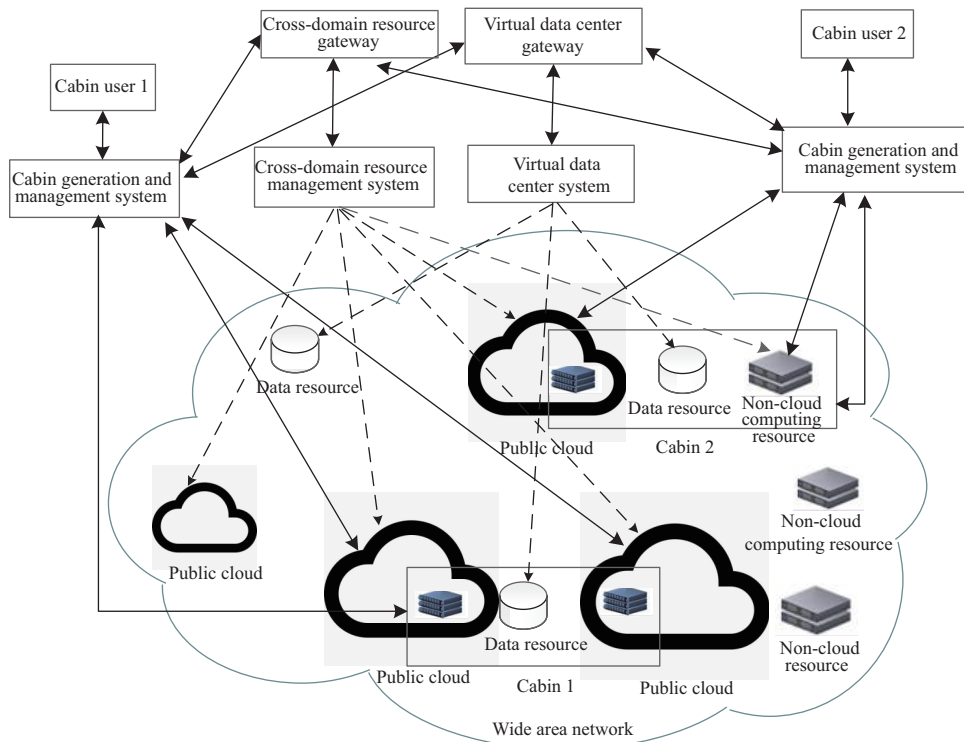 Cross-domain resource
gateway
Virtual data center
gateway
Cabin user 2
Cabin user 1
Cabin generation and
management system
Cross-domain resource
management system
Virtual data
center system
Cabin generation and
management system
Data resource
Data resource
Non-cloud
computing
resource
Public cloud
Cabin 2
Non-cloud
computing resource
Public cloud
Data resource
Non-cloud
resource
Public cloud
Cabin 1
Public cloud
Wide area network